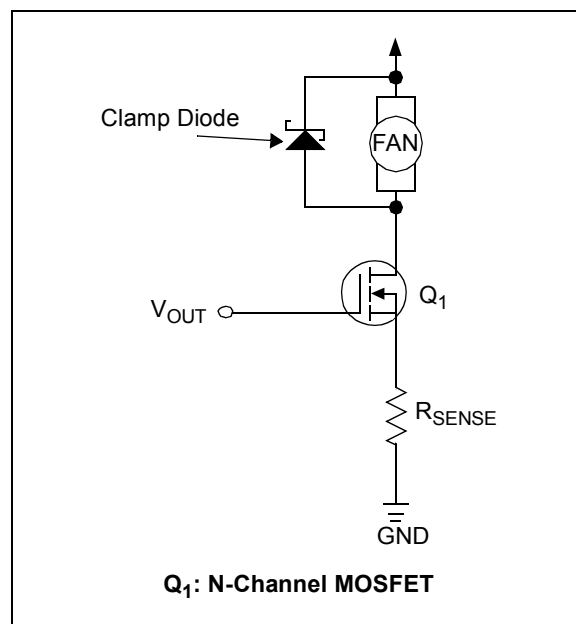 Clamp Diode
FAN
Q1
VOUT
RSENSE
GND
Q1: N-Channel MOSFET